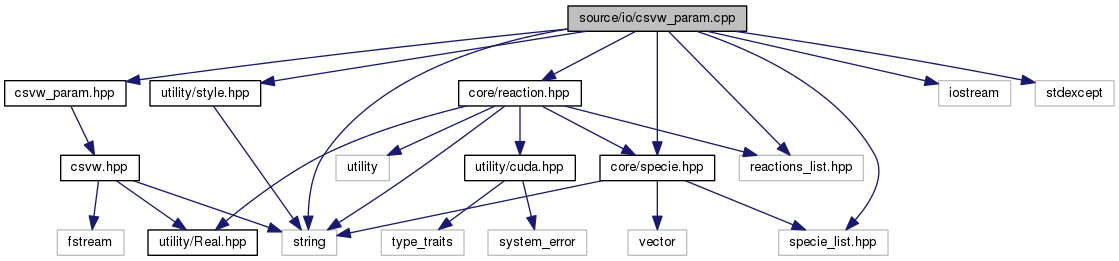 source/io/csvw_param.cpp
csvw_param.hpp
utility/style.hpp
core/reaction.hpp
iostream
stdexcept
csvw.hpp
utility
utility/cuda.hpp
core/specie.hpp
reactions_list.hpp
fstream
utility/Real.hpp
string
type_traits
system_error
vector
specie_list.hpp